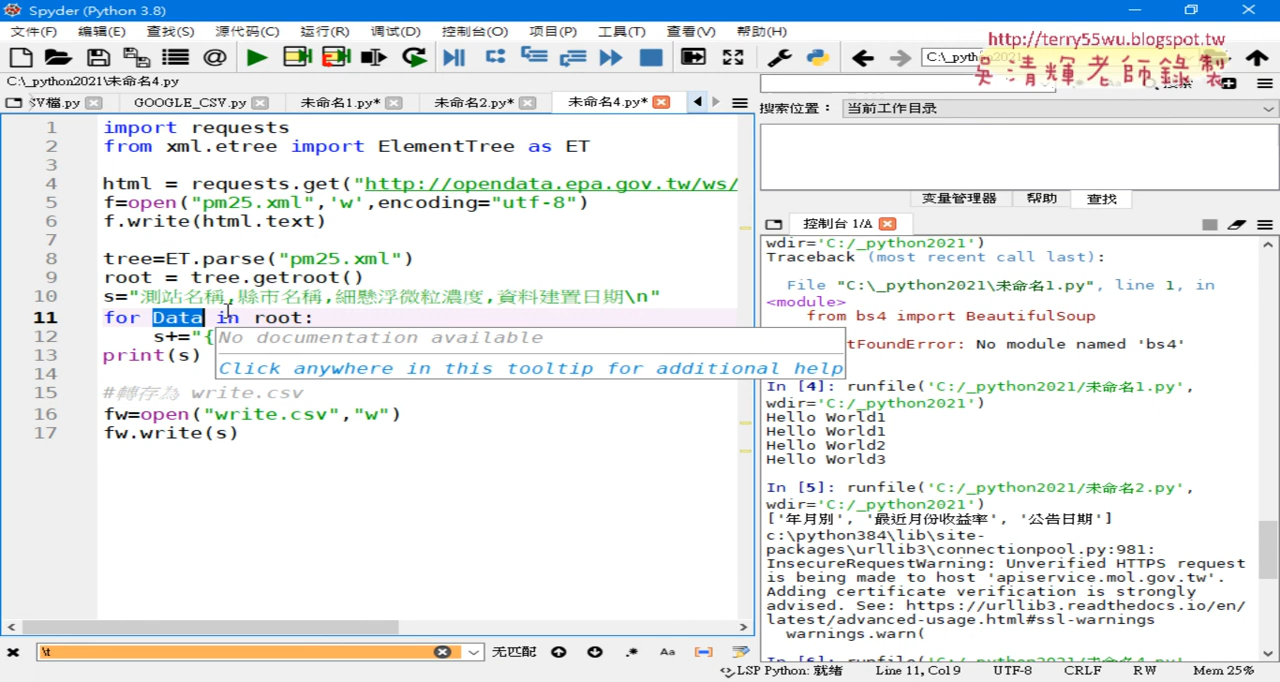 Spyder (Python 3.8)
文件(F) 编辑(E) 查找(S) 源代码(C) 运行(R) 调试(D) 控制台(O) 项目(P) 工具(T) 查看(V) 帮助(H)
http://terry55wu.blogspot.tw
吳清輝老師錄製
C:\_python2021\未命名4.py
SV檔.py GOOGLE_CSV.py 未命名1.py* 未命名2.py* 未命名4.py*
搜索位置： 当前工作目录
1 import requests
2 from xml.etree import ElementTree as ET
3
4 html = requests.get("http://opendata.epa.gov.tw/ws/
5 f=open("pm25.xml",'w',encoding="utf-8")
6 f.write(html.text)
7
8 tree=ET.parse("pm25.xml")
9 root = tree.getroot()
10 s="測站名稱,縣市名稱,細懸浮微粒濃度,資料建置日期\n"
11 for Data in root:
12 s+="{
No documentation available
13 print(s)
Click anywhere in this tooltip for additional help
14
15 #轉存為 write.csv
16 fw=open("write.csv","w")
17 fw.write(s)
变量管理器 帮助 查找
控制台 1/A
wdir='C:/_python2021')
Traceback (most recent call last):
File "C:\_python2021\未命名1.py", line 1, in
<module>
from bs4 import BeautifulSoup
tFoundError: No module named 'bs4'
In [4]: runfile('C:/_python2021/未命名1.py',
wdir='C:/_python2021')
Hello World1
Hello World1
Hello World2
Hello World3
In [5]: runfile('C:/_python2021/未命名2.py',
wdir='C:/_python2021')
['年月別', '最近月份收益率', '公告日期']
c:\python384\lib\site-
packages\urllib3\connectionpool.py:981:
InsecureRequestWarning: Unverified HTTPS request
is being made to host 'apiservice.mol.gov.tw'.
Adding certificate verification is strongly
advised. See: https://urllib3.readthedocs.io/en/
latest/advanced-usage.html#ssl-warnings
warnings.warn(
\t 无匹配 .* Aa
LSP Python: 就绪 Line 11, Col 9 UTF-8 CRLF RW Mem 25%